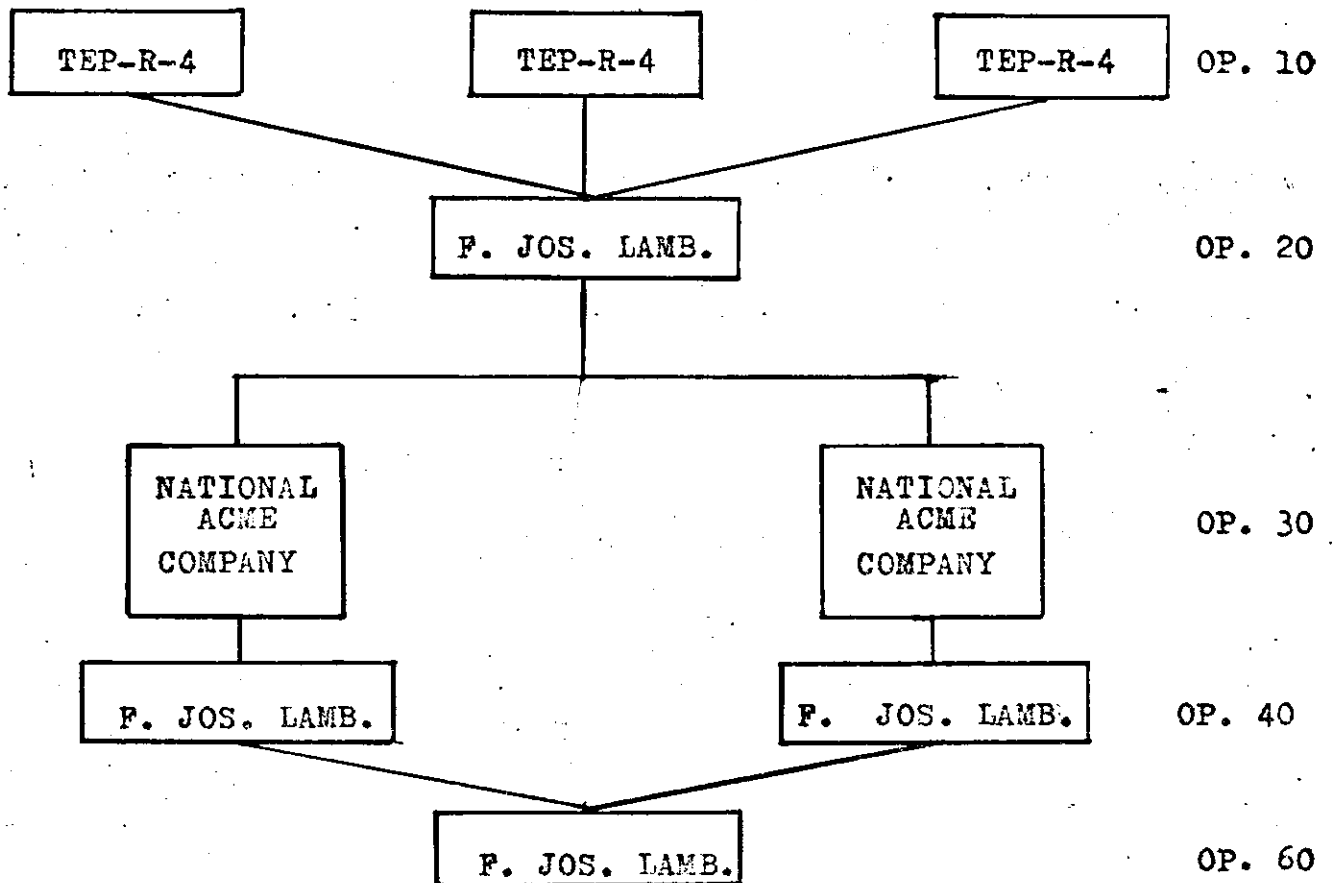 TEP-R-4 TEP-R-4 TEP-R-4 OP. 10
F. JOS. LAMB. OP. 20
NATIONAL ACME COMPANY
NATIONAL ACME COMPANY
OP. 30
F. JOS. LAMB. F. JOS. LAMB. OP. 40
F. JOS. LAMB. OP. 60